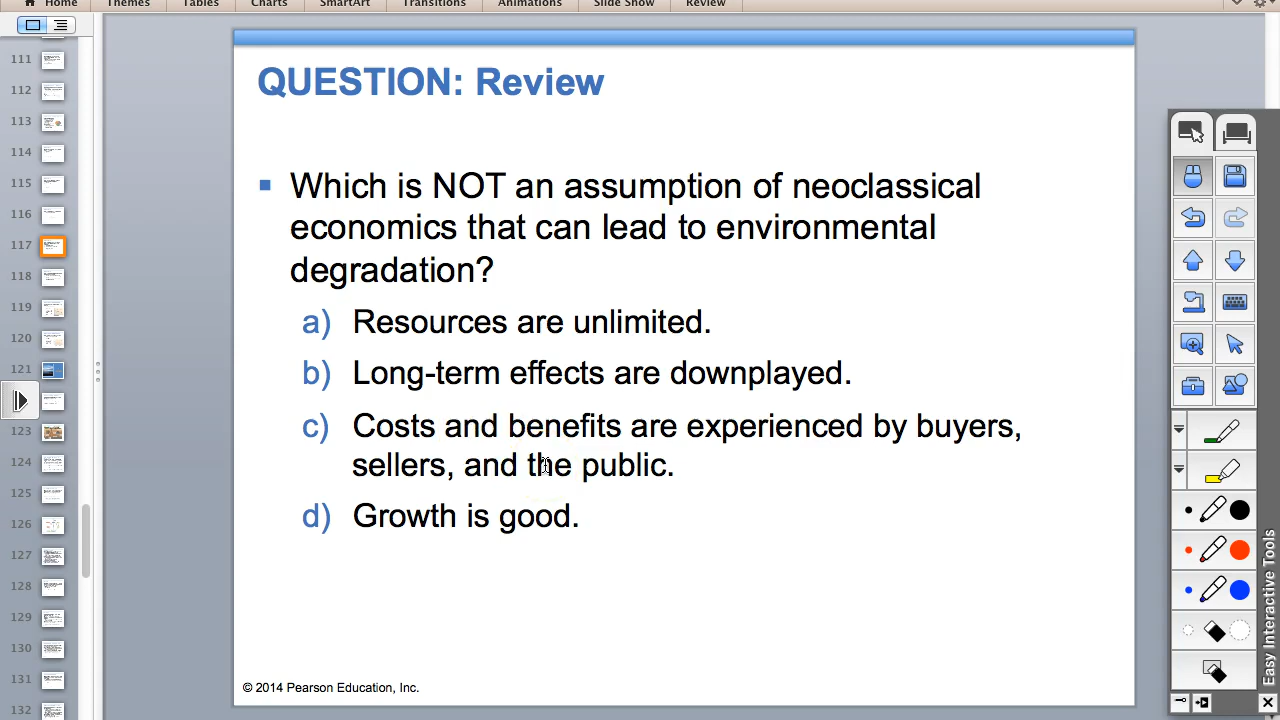 Home Themes Tables Charts SmartArt Transitions Animations Slide Show Review
QUESTION: Review
▪ Which is NOT an assumption of neoclassical
economics that can lead to environmental
degradation?
a) Resources are unlimited.
b) Long-term effects are downplayed.
c) Costs and benefits are experienced by buyers,
sellers, and the public.
d) Growth is good.
© 2014 Pearson Education, Inc.
111
112
113
114
115
116
117
118
119
120
121
123
124
125
126
127
128
129
130
131
132
Easy Interactive Tools